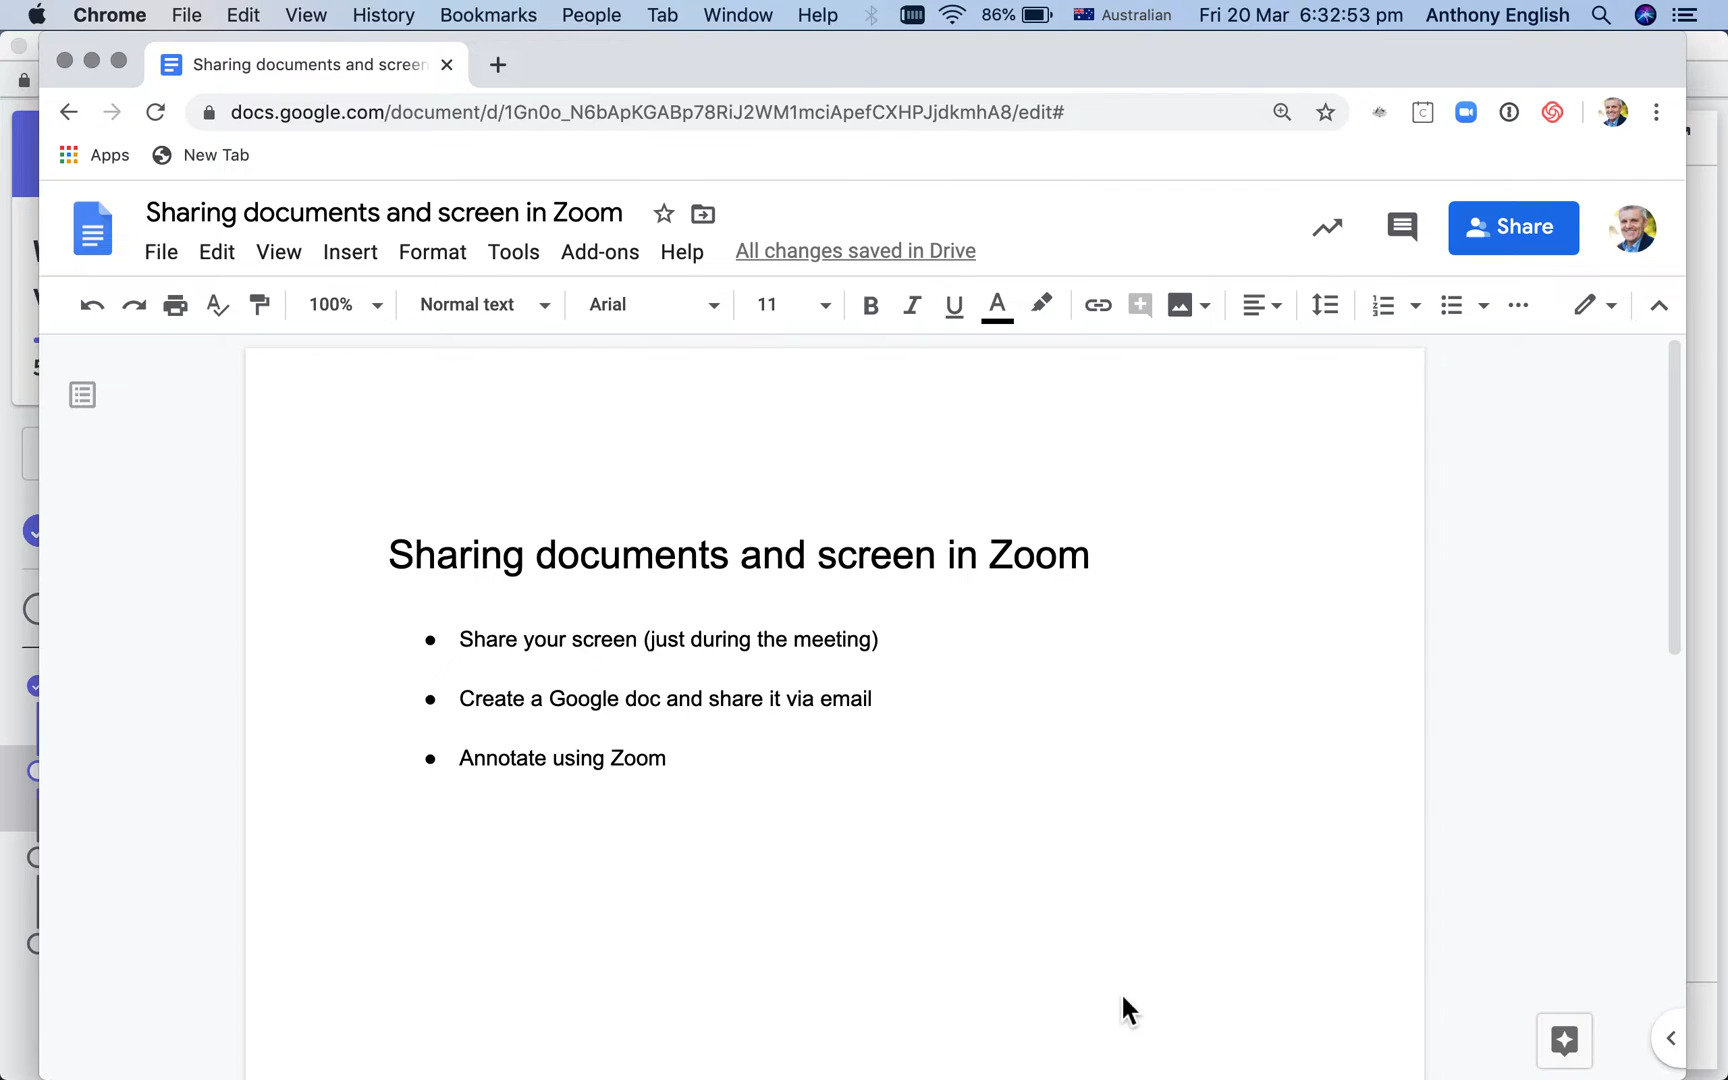 Chrome File Edit View History Bookmarks People Tab Window Help 86% Australian Fri 20 Mar 6:32:53 pm Anthony English
Sharing documents and screen
docs.google.com/document/d/1Gn0o_N6bApKGABp78RiJ2WM1mciApefCXHPJjdkmhA8/edit#
Apps New Tab
Sharing documents and screen in Zoom
File Edit View Insert Format Tools Add-ons Help All changes saved in Drive
Share
100% Normal text Arial 11 B I U A
Sharing documents and screen in Zoom
● Share your screen (just during the meeting)
● Create a Google doc and share it via email
● Annotate using Zoom